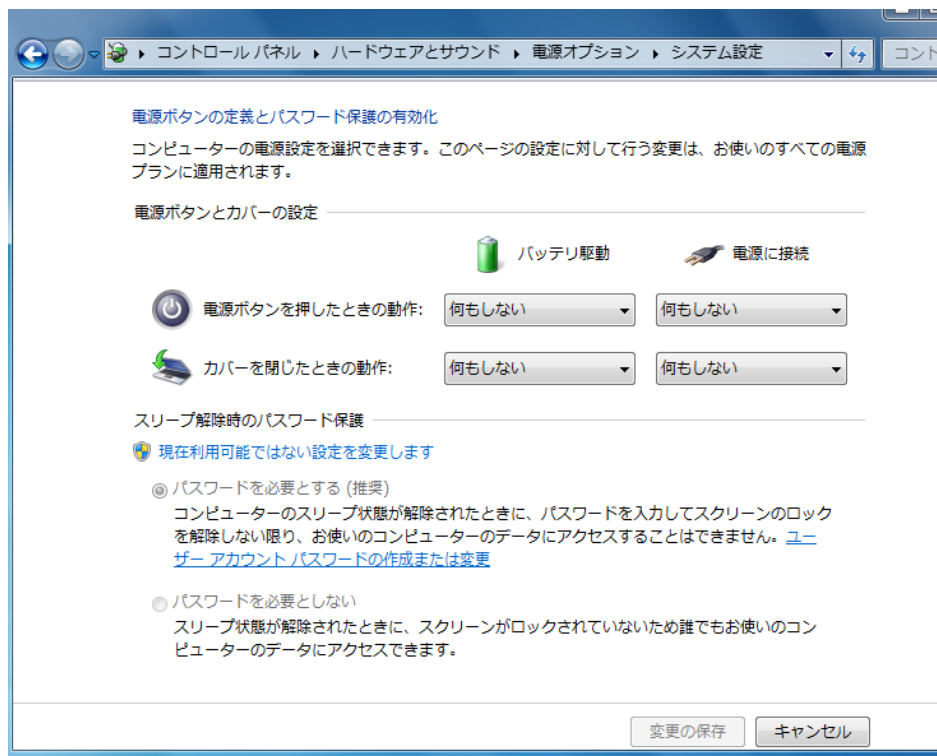 コントロール パネル ▸ ハードウェアとサウンド ▸ 電源オプション ▸ システム設定
コント
電源ボタンの定義とパスワード保護の有効化
コンピューターの電源設定を選択できます。このページの設定に対して行う変更は、お使いのすべての電源
プランに適用されます。
電源ボタンとカバーの設定
バッテリ駆動 電源に接続
電源ボタンを押したときの動作: 何もしない 何もしない
カバーを閉じたときの動作: 何もしない 何もしない
スリープ解除時のパスワード保護
現在利用可能ではない設定を変更します
パスワードを必要とする (推奨)
コンピューターのスリープ状態が解除されたときに、パスワードを入力してスクリーンのロック
を解除しない限り、お使いのコンピューターのデータにアクセスすることはできません。ユー
ザー アカウント パスワードの作成または変更
パスワードを必要としない
スリープ状態が解除されたときに、スクリーンがロックされていないため誰でもお使いのコン
ピューターのデータにアクセスできます。
変更の保存 キャンセル